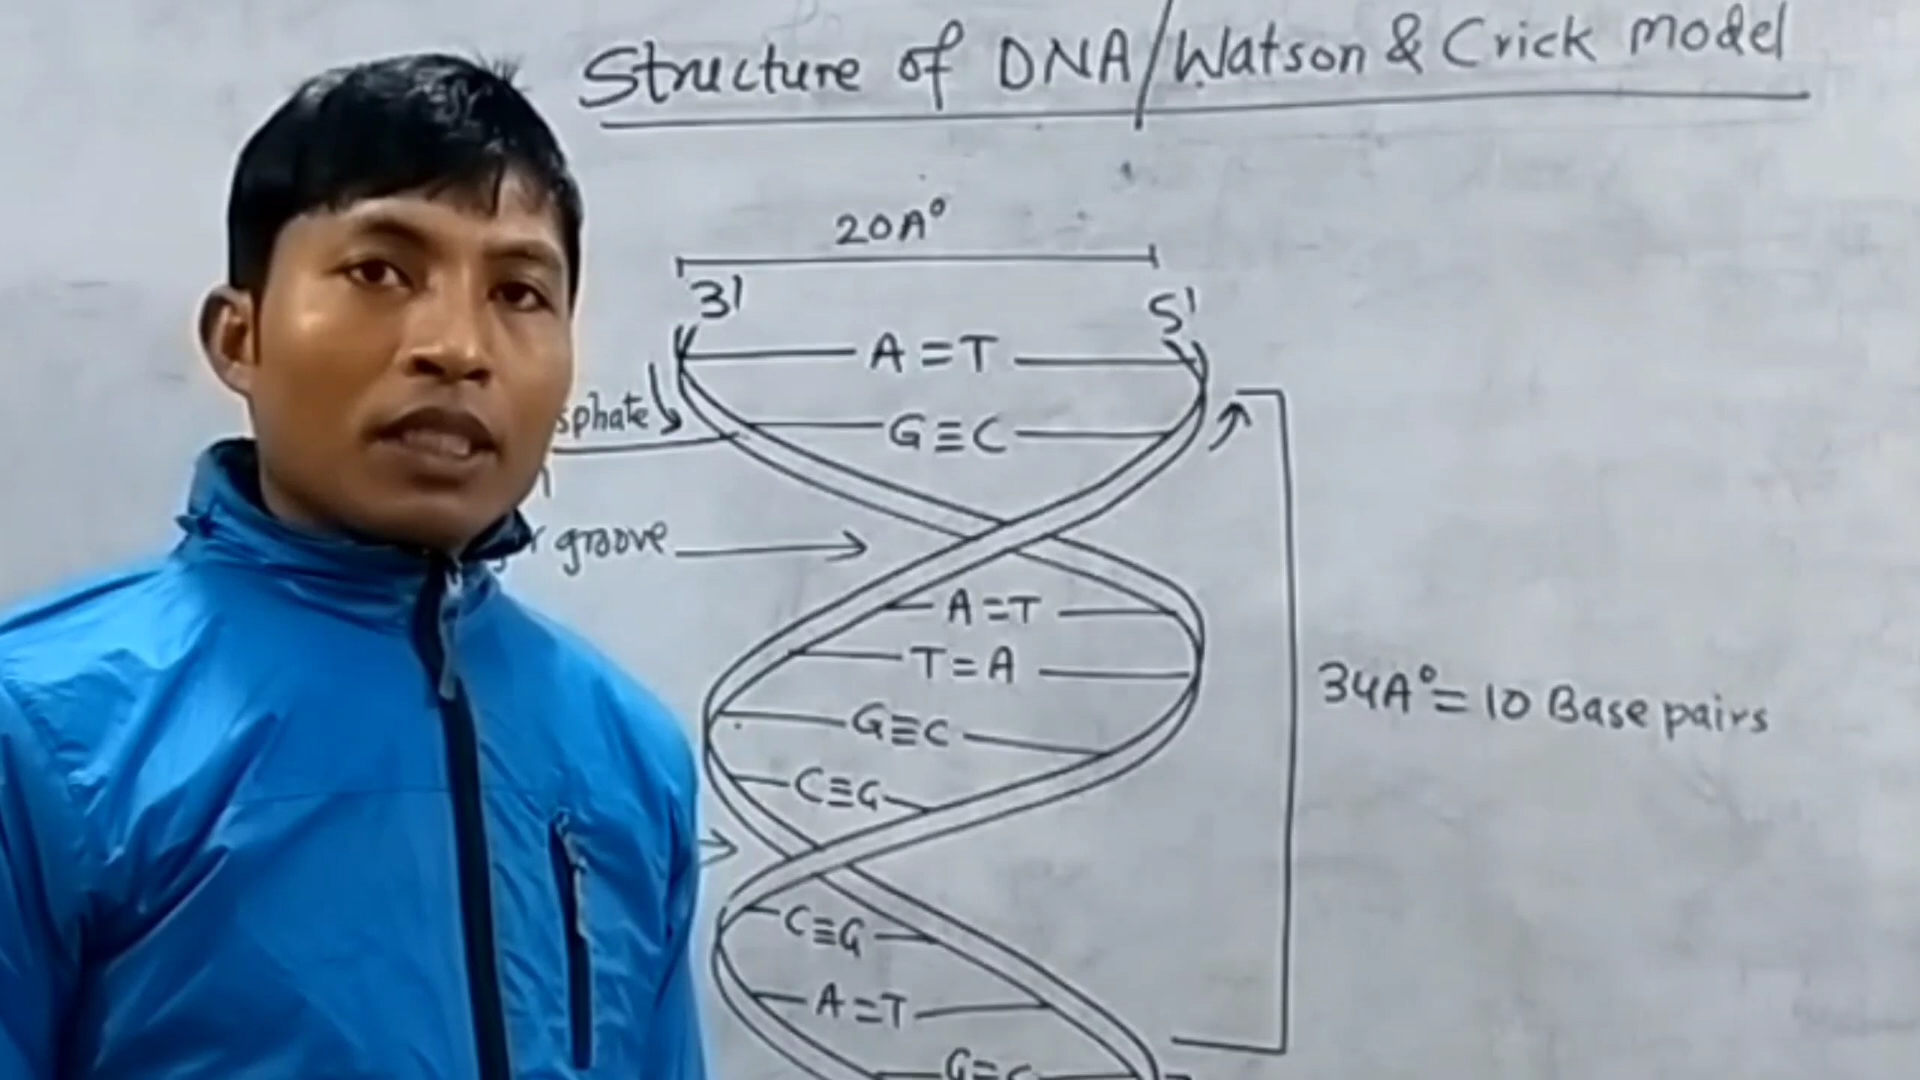 Structure of DNA/Watson & Crick Model
20A°
3' 5'
A=T
sphate
G≡C
groove
A=T
T=A
34A°= 10 Base pairs
G≡C
C≡G
C≡G
A=T
G≡C